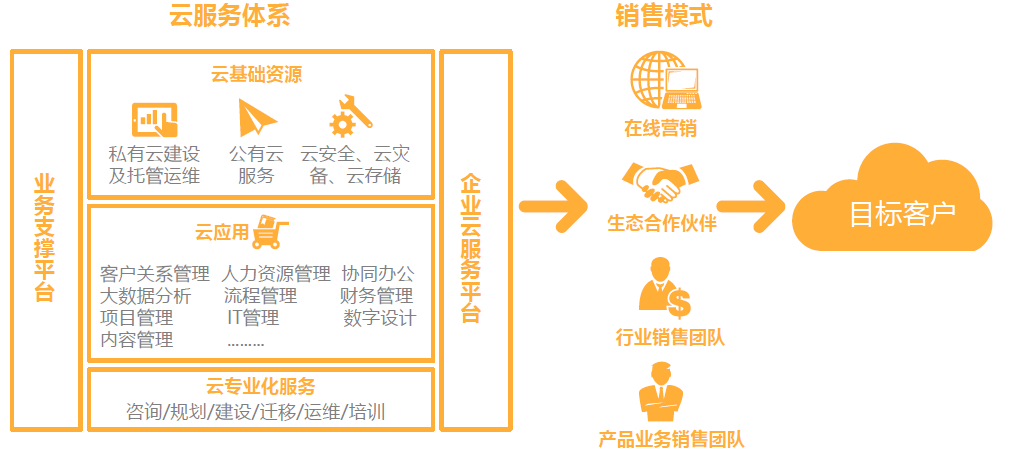 云服务体系
业务支撑平台
云基础资源
私有云建设
及托管运维
公有云
服务
云安全、云灾
备、云存储
云应用
客户关系管理 人力资源管理 协同办公
大数据分析 流程管理 财务管理
项目管理 IT管理 数字设计
内容管理 ………
云专业化服务
咨询/规划/建设/迁移/运维/培训
企业云服务平台
销售模式
在线营销
生态合作伙伴
行业销售团队
产品业务销售团队
目标客户